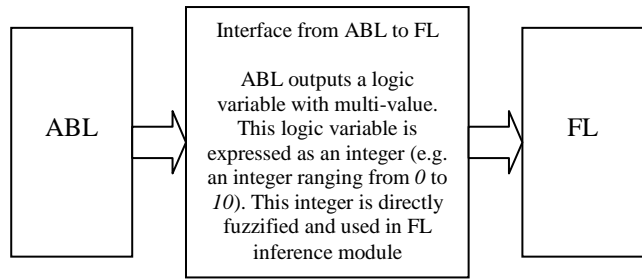 ABL
Interface from ABL to FL
ABL outputs a logic
variable with multi-value.
This logic variable is
expressed as an integer (e.g.
an integer ranging from 0 to
10). This integer is directly
fuzzified and used in FL
inference module
FL